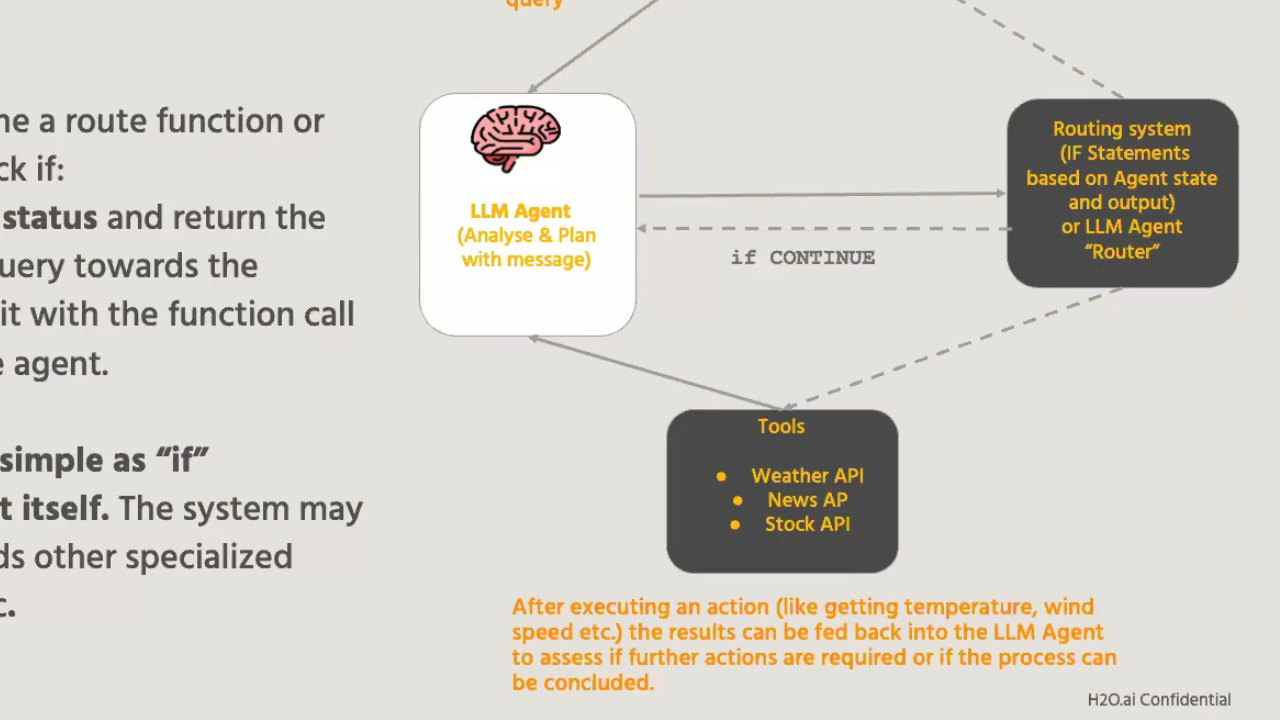 query
ne a route function or
ck if:
status and return the
uery towards the
it with the function call
e agent.
simple as “if”
t itself. The system may
ds other specialized
c.
LLM Agent
(Analyse & Plan
with message)
if CONTINUE
Routing system
(IF Statements
based on Agent state
and output)
or LLM Agent
“Router”
Tools
● Weather API
● News AP
● Stock API
After executing an action (like getting temperature, wind
speed etc.) the results can be fed back into the LLM Agent
to assess if further actions are required or if the process can
be concluded.
H2O.ai Confidential